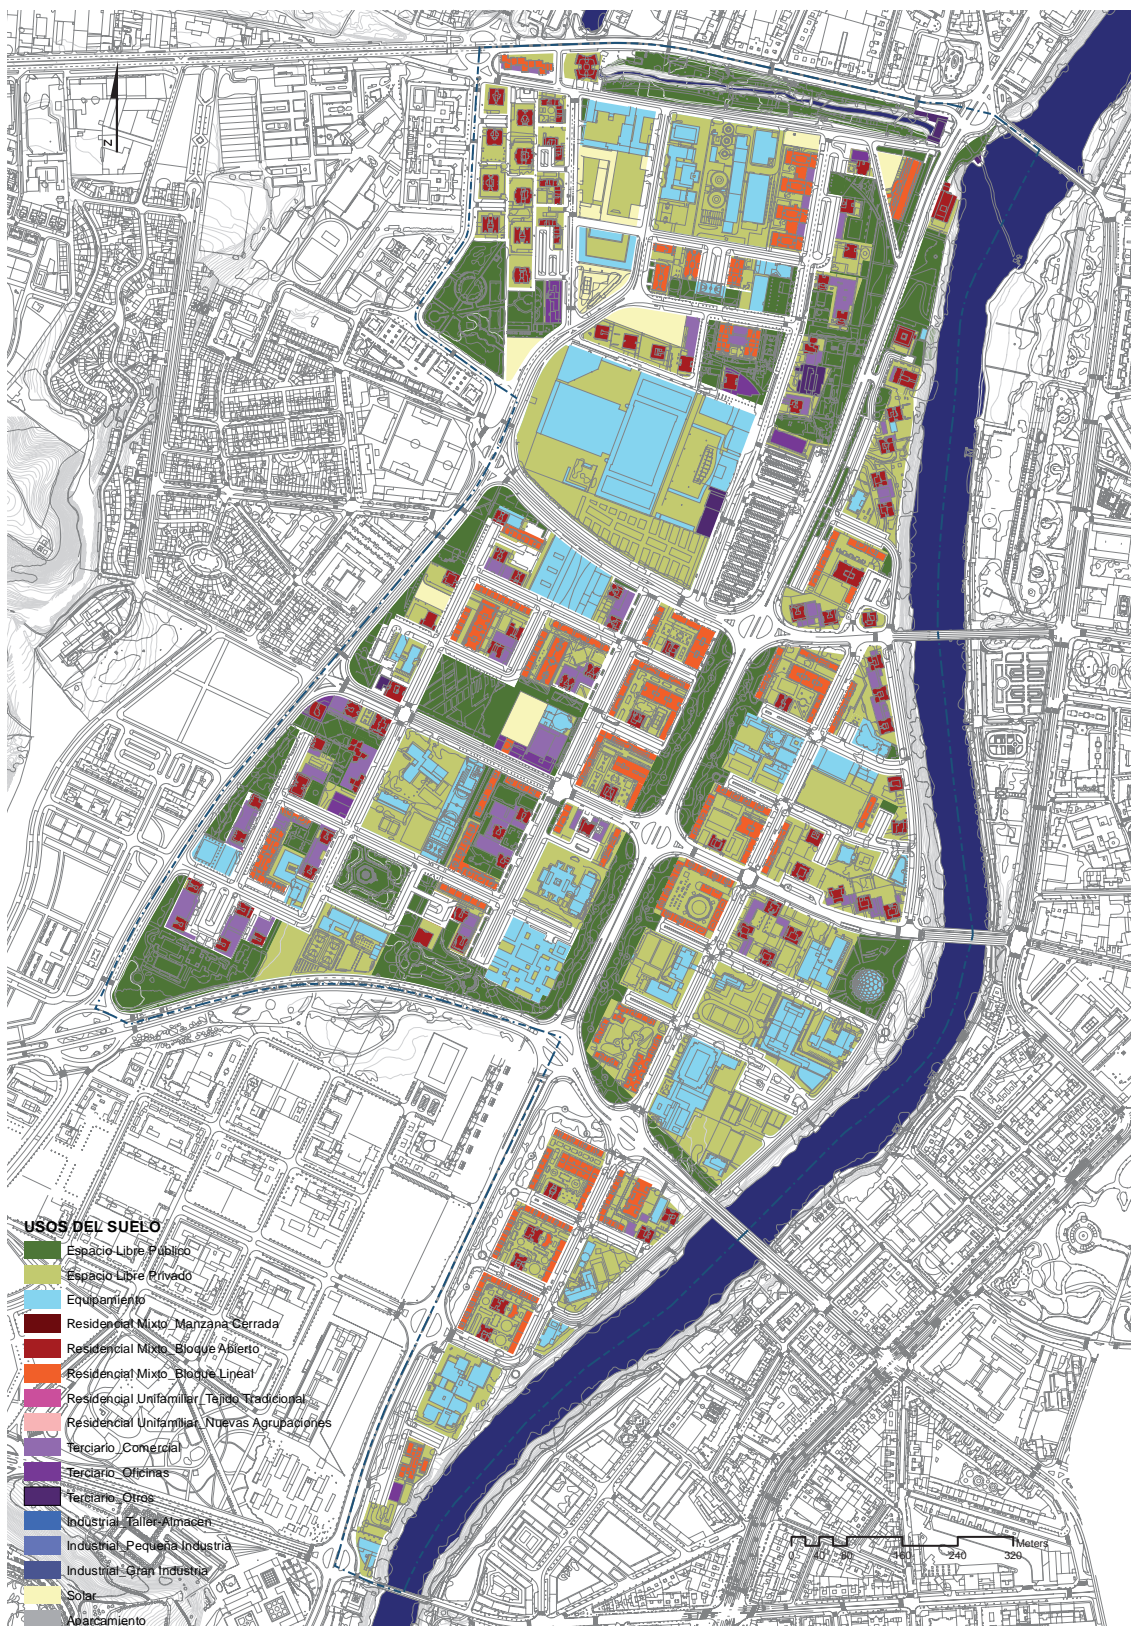 N
USOS DEL SUELO
Espacio Libre Público
Espacio Libre Privado
Equipamiento
Residencial Mixto_Manzana Cerrada
Residencial Mixto_Bloque Abierto
Residencial Mixto_Bloque Lineal
Residencial Unifamiliar_Tejido Tradicional
Residencial Unifamiliar_Nuevas Agrupaciones
Terciario_Comercial
Terciario_Oficinas
Terciario_Otros
Industrial_Taller-Almacen
Industrial_Pequeña Industria
Industrial_Gran Industria
Solar
Aparcamiento
Meters
0 40 80 160 240 320